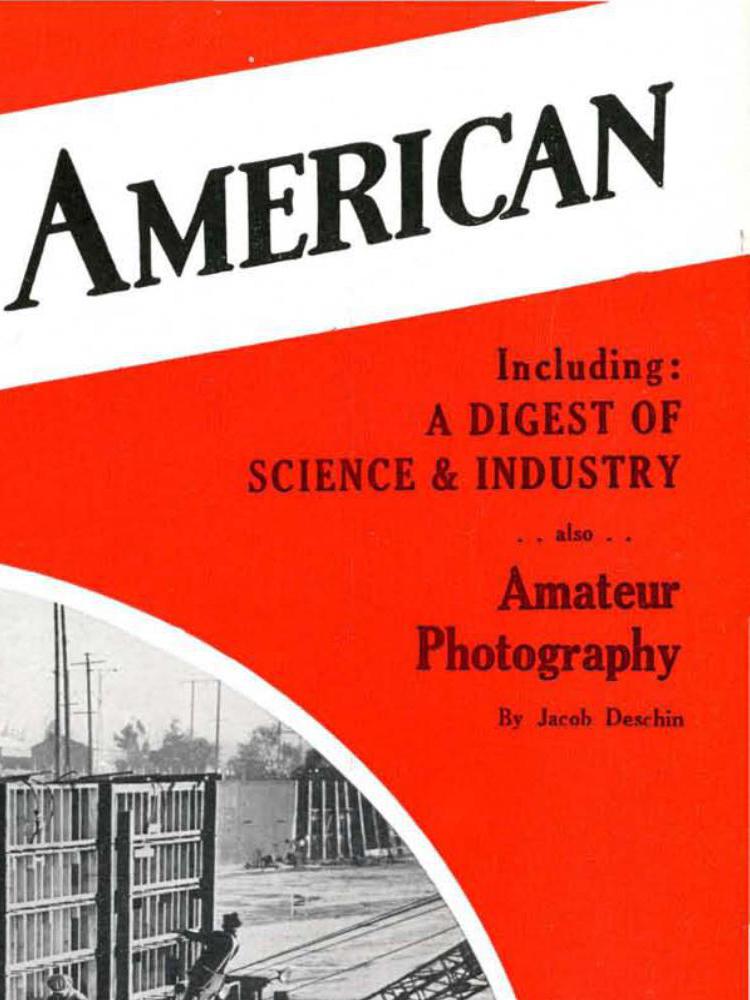 AMERICAN
Including:
A DIGEST OF
SCIENCE & INDUSTRY
. . also . .
Amateur
Photography
By Jacob Deschin